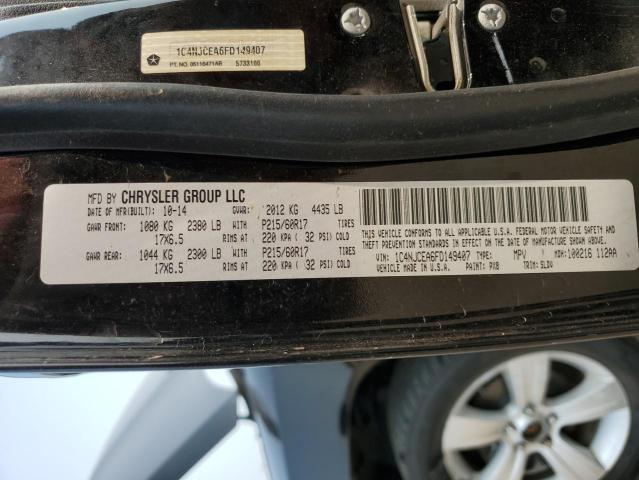 1C4NJCEA6FD149407
PT. NO. 05116471AB 5733160
MFD BY CHRYSLER GROUP LLC
DATE OF MFR(BUILT): 10-14 GVWR: 2012 KG 4435 LB
GAWR FRONT: 1080 KG 2380 LB WITH P215/60R17 TIRES
17X6.5 RIMS AT 220 KPA ( 32 PSI) COLD
GAWR REAR: 1044 KG 2300 LB WITH P215/60R17 TIRES
17X6.5 RIMS AT 220 KPA ( 32 PSI) COLD
THIS VEHICLE CONFORMS TO ALL APPLICABLE U.S.A. FEDERAL MOTOR VEHICLE SAFETY AND
THEFT PREVENTION STANDARDS IN EFFECT ON THE DATE OF MANUFACTURE SHOWN ABOVE.
VIN: 1C4NJCEA6FD149407 TYPE: MPV MDH: 100216 112AA
VEHICLE MADE IN U.S.A. PAINT: PX8 TRIM: SLDV